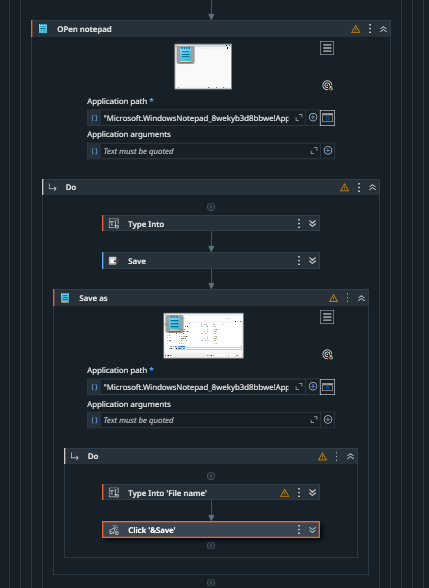 OPen notepad
Application path *
"Microsoft.WindowsNotepad_8wekyb3d8bbwe!App
Application arguments
Text must be quoted
Do
Type Into
Save
Save as
Application path *
"Microsoft.WindowsNotepad_8wekyb3d8bbwe!App
Application arguments
Text must be quoted
Do
Type Into 'File name'
Click '&Save'